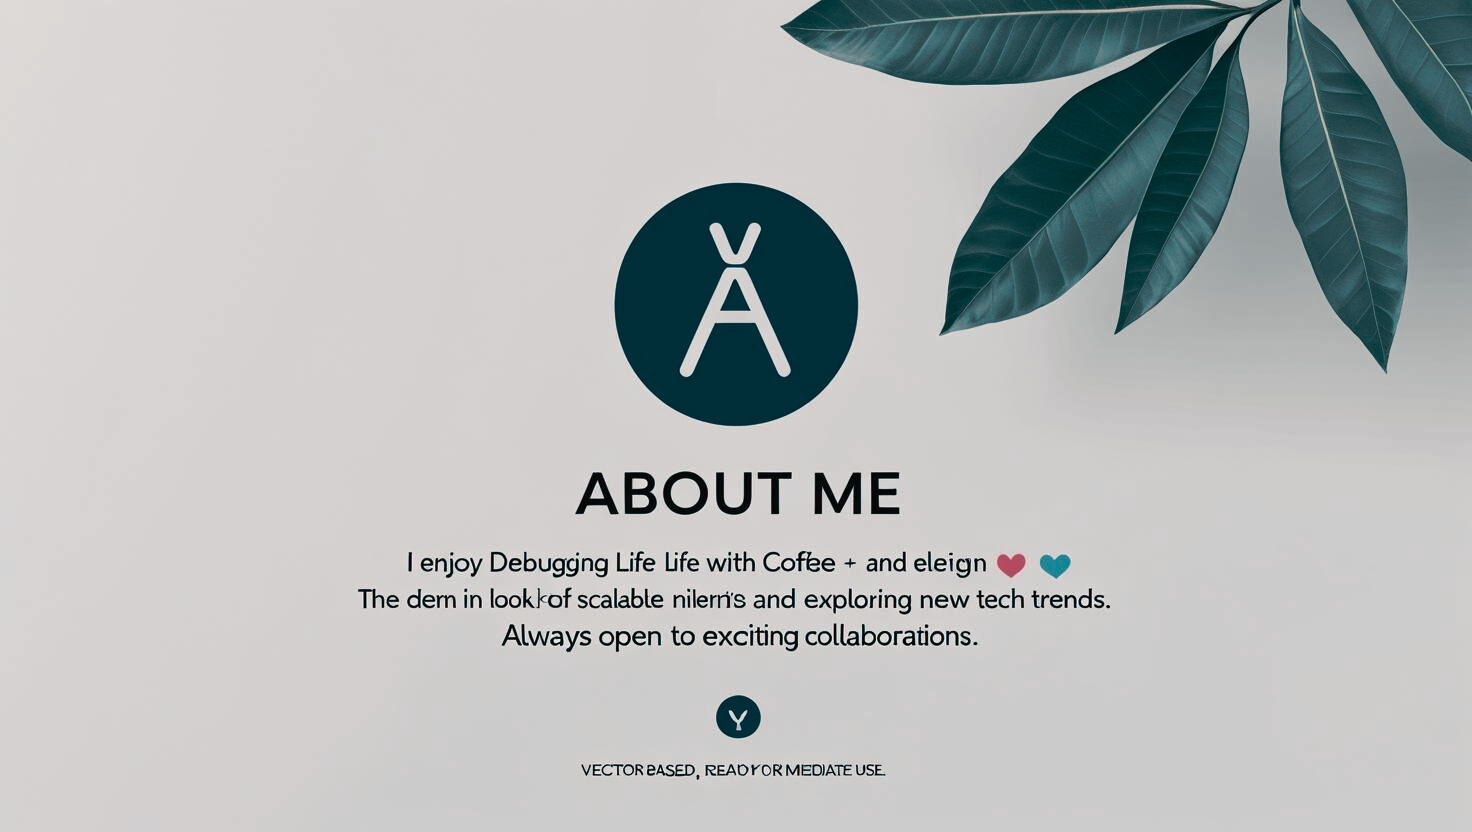 Ǎ
ABOUT ME
I enjoy Debugging Life Life with Coffee + and eleign
The dem in look of scalable and exploring new tech trends.
Always open to exciting collaborations.
Y
VECTOR BASED, READY OR MEDIATE USE.